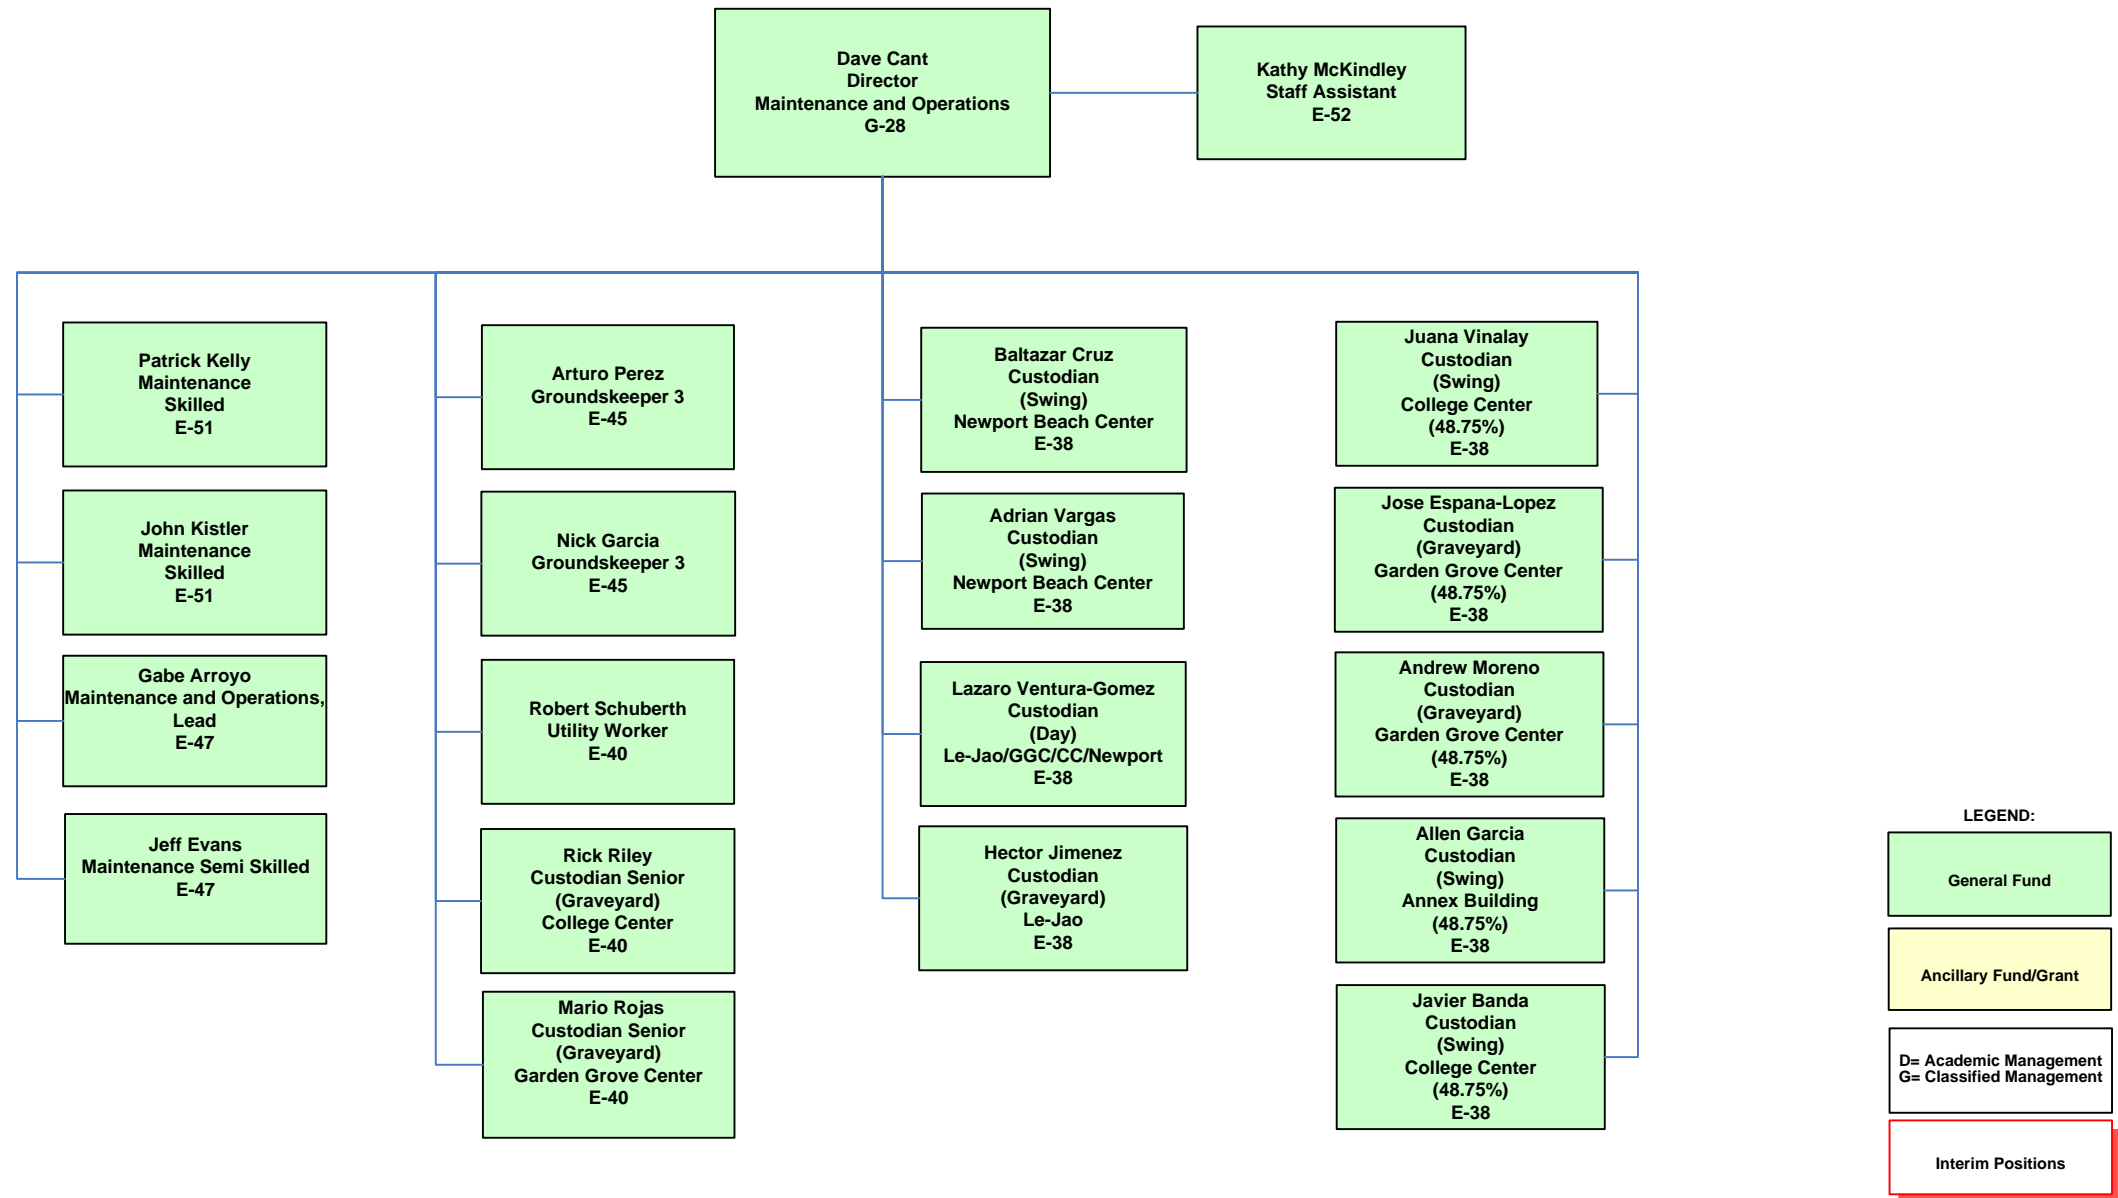 Dave Cant
Director
Maintenance and Operations
G-28
Kathy McKindley
Staff Assistant
E-52
Patrick Kelly
Maintenance
Skilled
E-51
John Kistler
Maintenance
Skilled
E-51
Gabe Arroyo
Maintenance and Operations,
Lead
E-47
Jeff Evans
Maintenance Semi Skilled
E-47
Arturo Perez
Groundskeeper 3
E-45
Nick Garcia
Groundskeeper 3
E-45
Robert Schuberth
Utility Worker
E-40
Rick Riley
Custodian Senior
(Graveyard)
College Center
E-40
Mario Rojas
Custodian Senior
(Graveyard)
Garden Grove Center
E-40
Baltazar Cruz
Custodian
(Swing)
Newport Beach Center
E-38
Adrian Vargas
Custodian
(Swing)
Newport Beach Center
E-38
Lazaro Ventura-Gomez
Custodian
(Day)
Le-Jao/GGC/CC/Newport
E-38
Hector Jimenez
Custodian
(Graveyard)
Le-Jao
E-38
Juana Vinalay
Custodian
(Swing)
College Center
(48.75%)
E-38
Jose Espana-Lopez
Custodian
(Graveyard)
Garden Grove Center
(48.75%)
E-38
Andrew Moreno
Custodian
(Graveyard)
Garden Grove Center
(48.75%)
E-38
Allen Garcia
Custodian
(Swing)
Annex Building
(48.75%)
E-38
Javier Banda
Custodian
(Swing)
College Center
(48.75%)
E-38
LEGEND:
General Fund
Ancillary Fund/Grant
D= Academic Management
G= Classified Management
Interim Positions